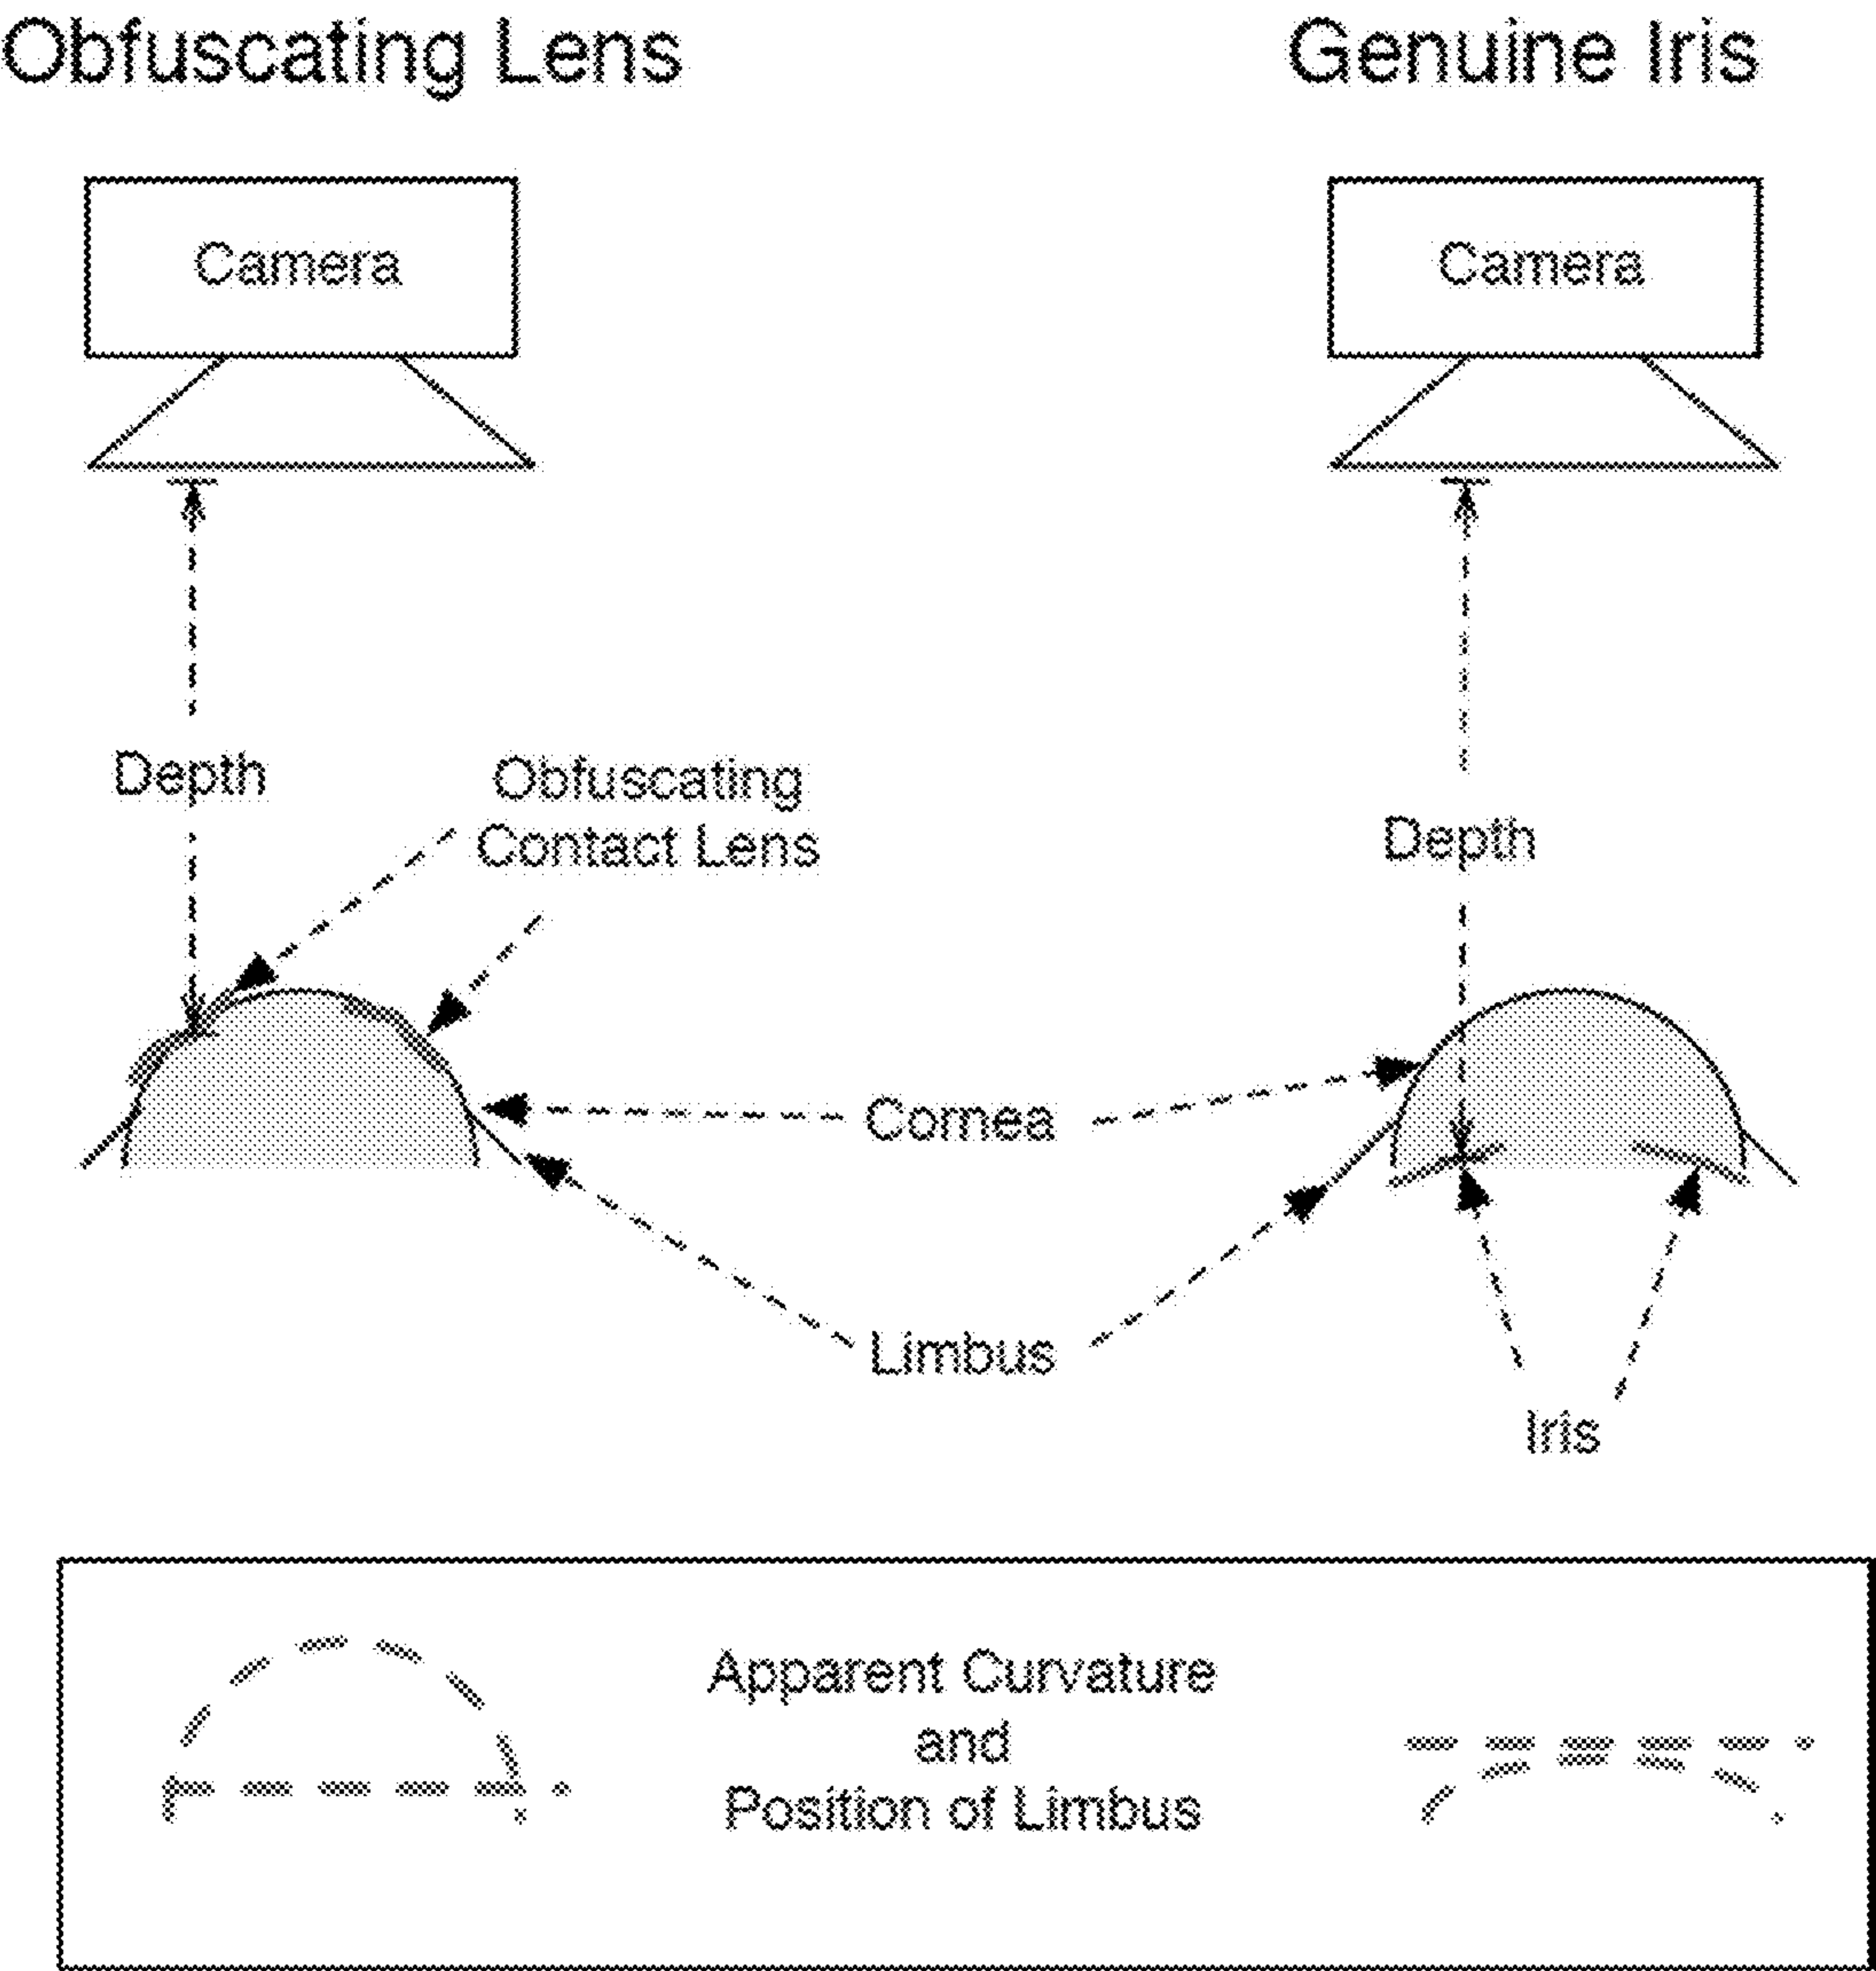 Obfuscating Lens
Genuine Iris
Camera
Camera
Depth
Obfuscating
Contact Lens
Depth
Cornea
Limbus
Iris
Apparent Curvature
and
Position of Limbus